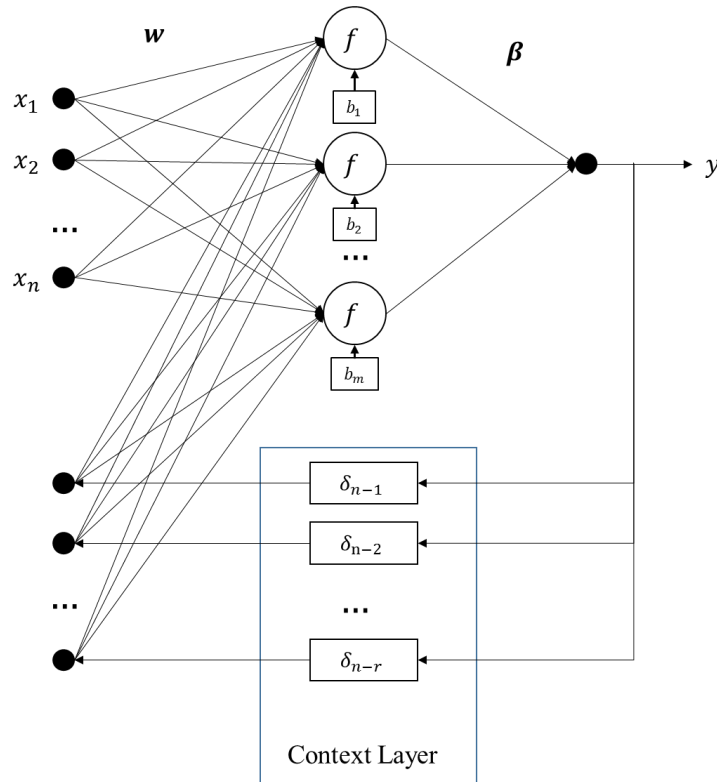 w
f
β
b₁
x₁
x₂
f
y
b₂
...
...
xₙ
f
bₘ
δₙ₋₁
δₙ₋₂
...
...
δₙ₋ᵣ
Context Layer